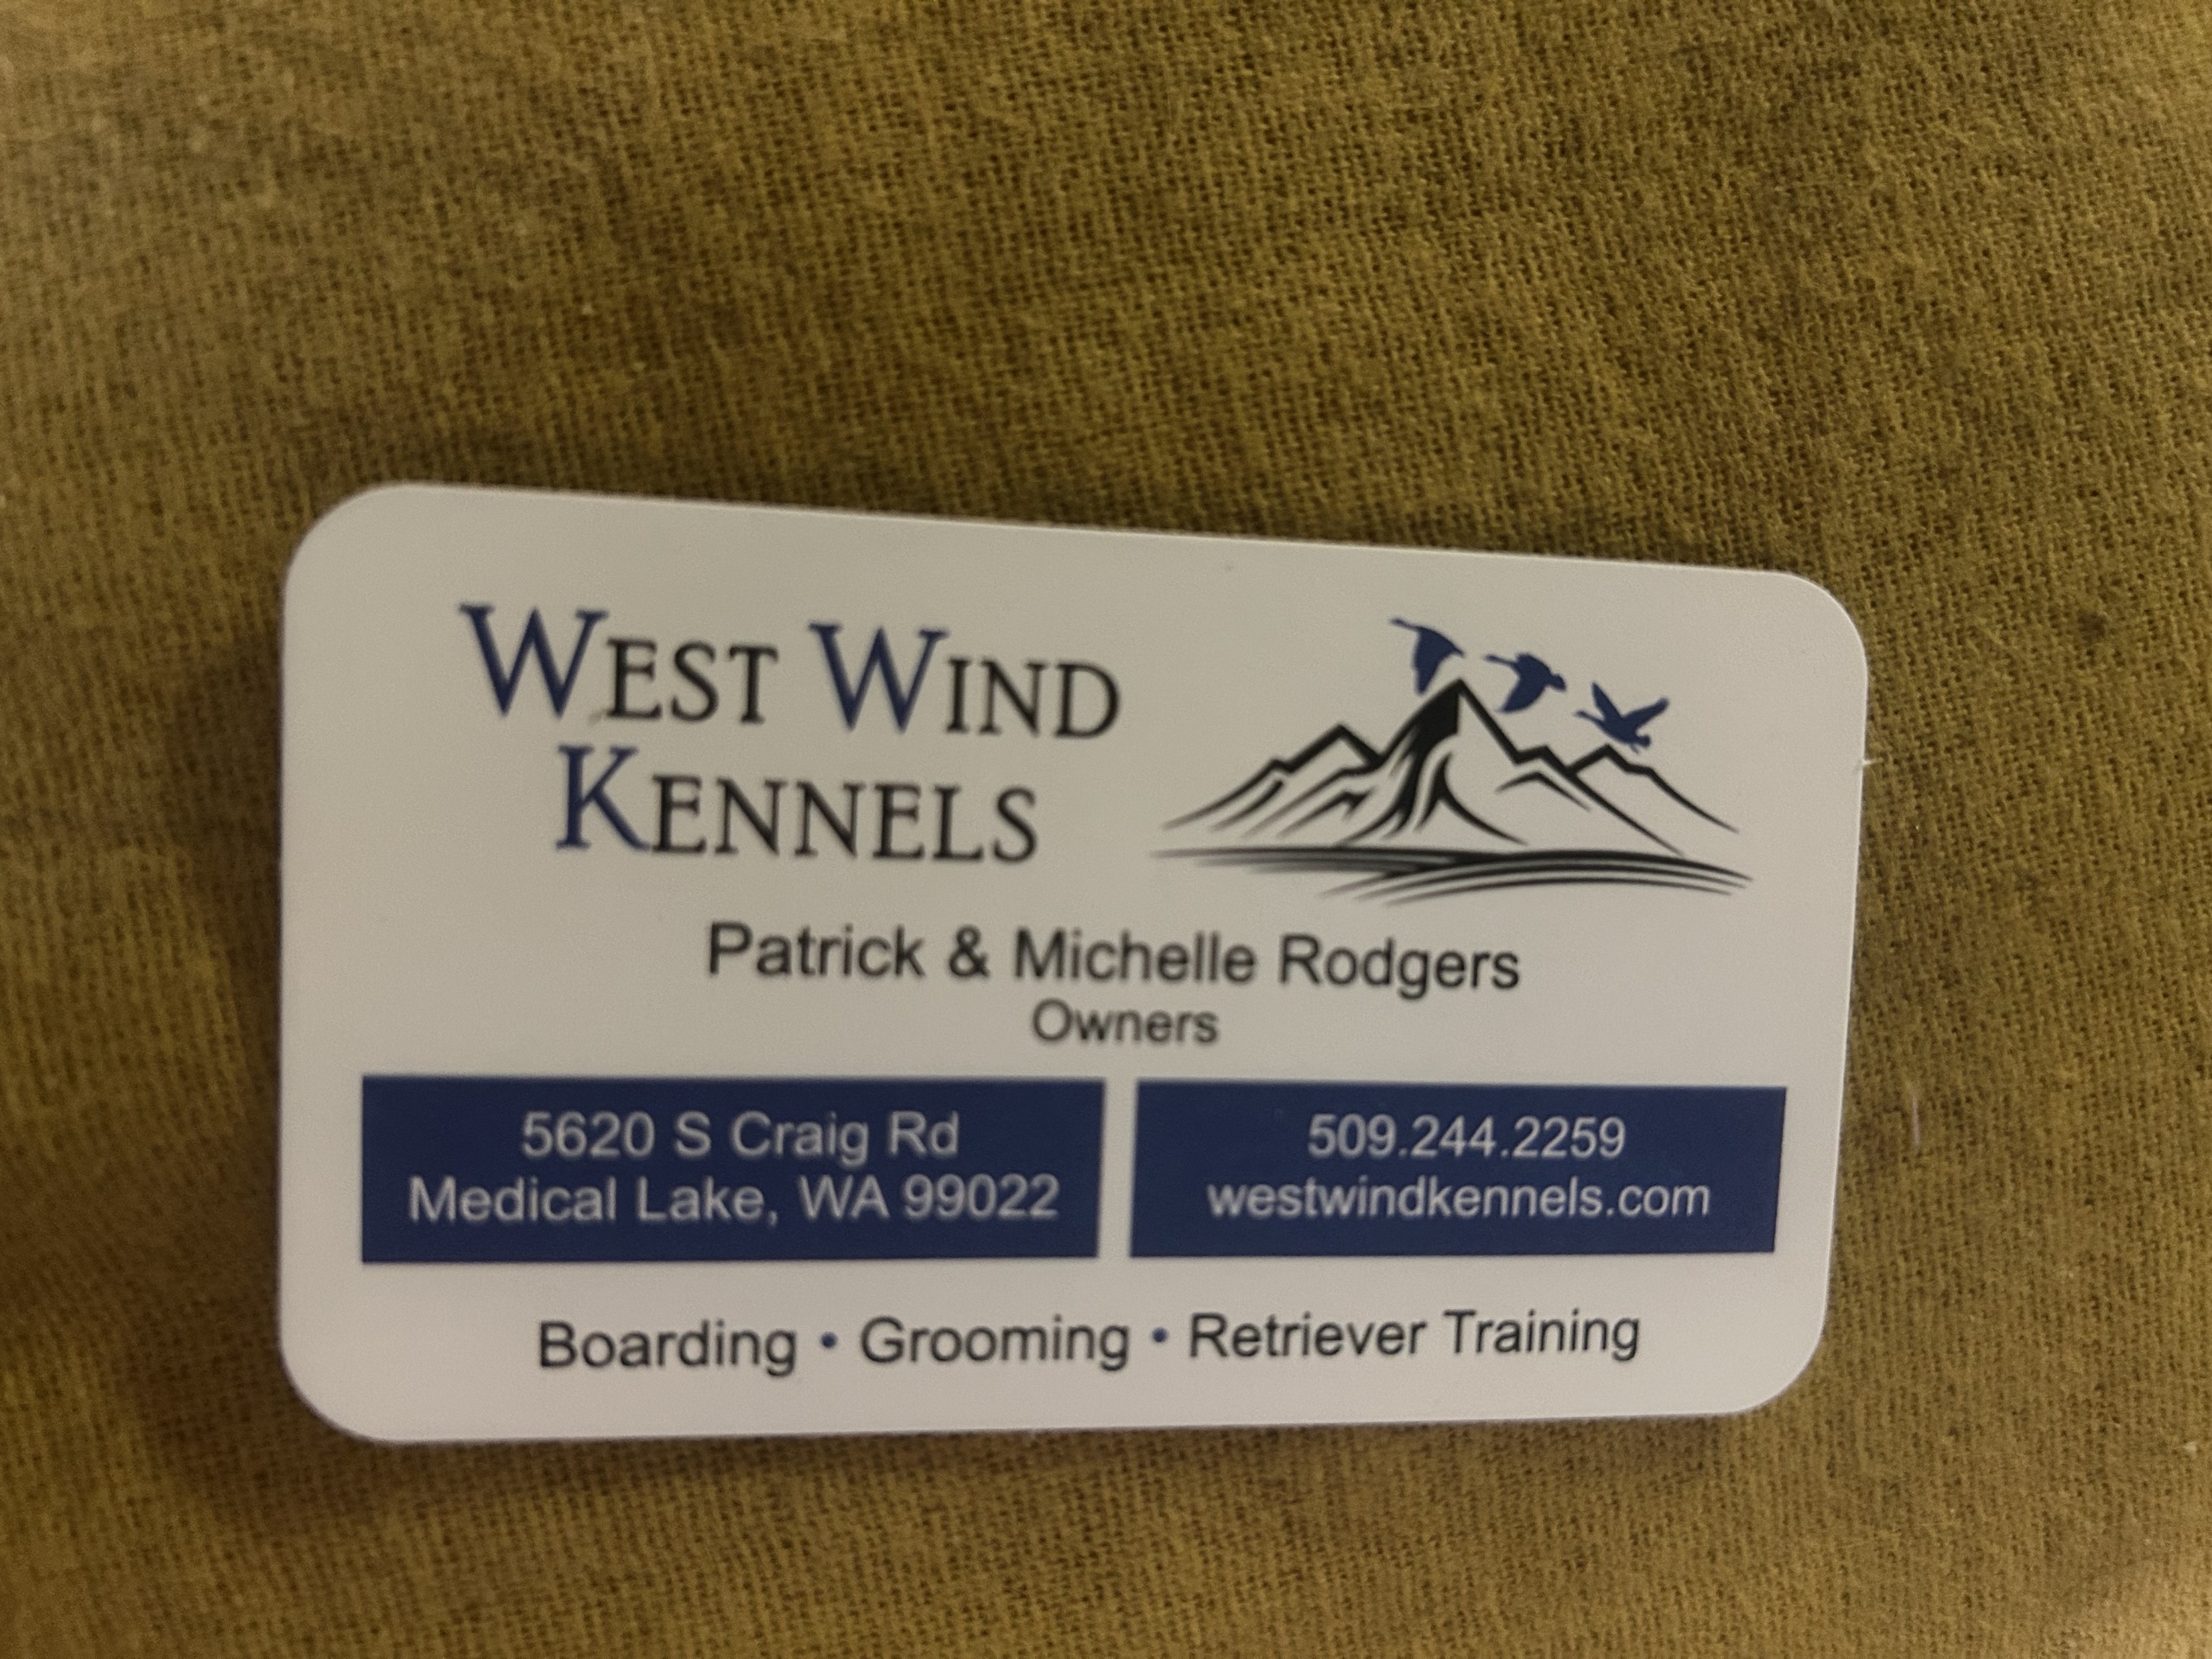 WEST WIND
KENNELS
Patrick & Michelle Rodgers
Owners
5620 S Craig Rd
Medical Lake, WA 99022
509.244.2259
westwindkennels.com
Boarding • Grooming • Retriever Training